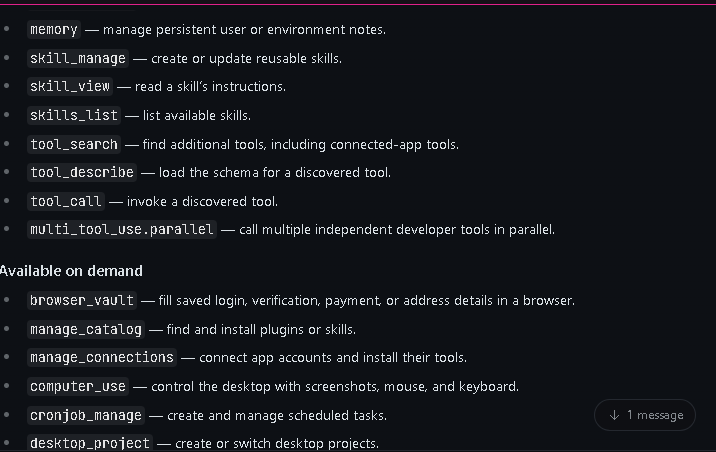 memory — manage persistent user or environment notes.
skill_manage — create or update reusable skills.
skill_view — read a skill's instructions.
skills_list — list available skills.
tool_search — find additional tools, including connected-app tools.
tool_describe — load the schema for a discovered tool.
tool_call — invoke a discovered tool.
multi_tool_use.parallel — call multiple independent developer tools in parallel.
Available on demand
browser_vault — fill saved login, verification, payment, or address details in a browser.
manage_catalog — find and install plugins or skills.
manage_connections — connect app accounts and install their tools.
computer_use — control the desktop with screenshots, mouse, and keyboard.
cronjob_manage — create and manage scheduled tasks.
↓ 1 message
desktop_project — create or switch desktop projects.